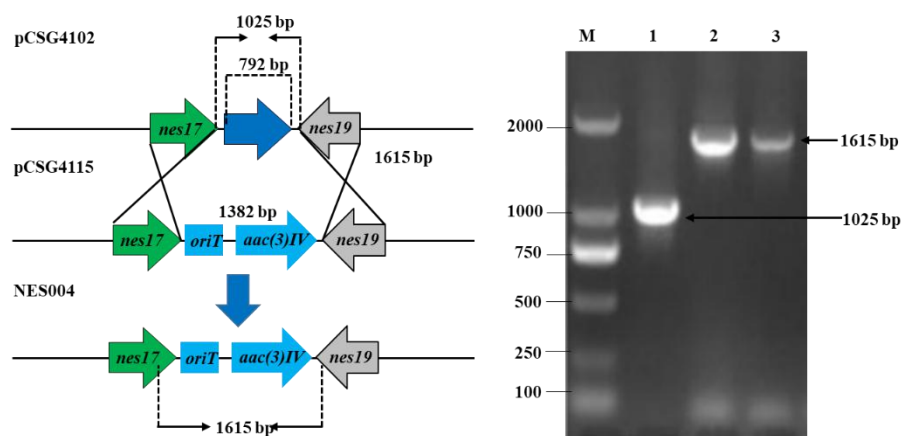 1025 bp
pCSG4102
792 bp
nes17
nes19
1615 bp
pCSG4115
1382 bp
nes17
oriT
aac(3)IV
nes19
NES004
nes17
oriT
aac(3)IV
nes19
1615 bp
M 1 2 3
2000
1615 bp
1000
1025 bp
750
500
250
100